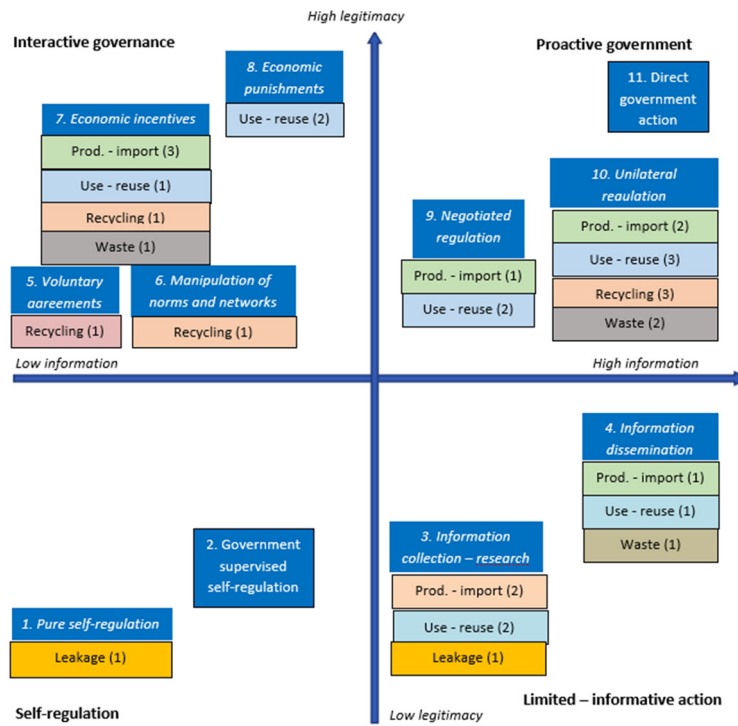 High legitimacy
Interactive governance
Proactive government
8. Economic
punishments
Use - reuse (2)
11. Direct
government
action
7. Economic incentives
Prod. - import (3)
Use - reuse (1)
Recycling (1)
Waste (1)
10. Unilateral
reaulation
Prod. - import (2)
Use - reuse (3)
Recycling (3)
Waste (2)
9. Negotiated
regulation
Prod. - import (1)
Use - reuse (2)
5. Voluntary
aareements
Recycling (1)
6. Manipulation of
norms and networks
Recycling (1)
Low information
High information
4. Information
dissemination
Prod. - import (1)
Use - reuse (1)
Waste (1)
2. Government
supervised
self-regulation
3. Information
collection – research
Prod. - import (2)
Use - reuse (2)
Leakage (1)
1. Pure self-regulation
Leakage (1)
Self-regulation
Low legitimacy
Limited – informative action